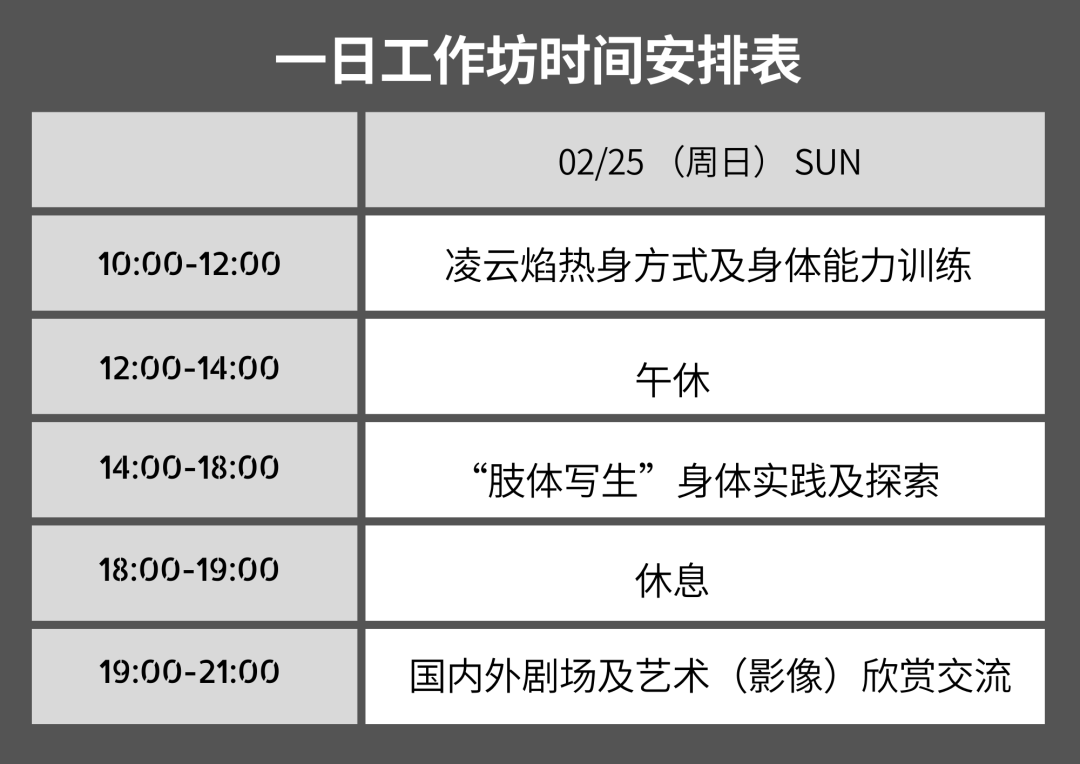 一日工作坊时间安排表
02/25 （周日） SUN
10:00-12:00 凌云焰热身方式及身体能力训练
12:00-14:00 午休
14:00-18:00 “肢体写生”身体实践及探索
18:00-19:00 休息
19:00-21:00 国内外剧场及艺术（影像）欣赏交流